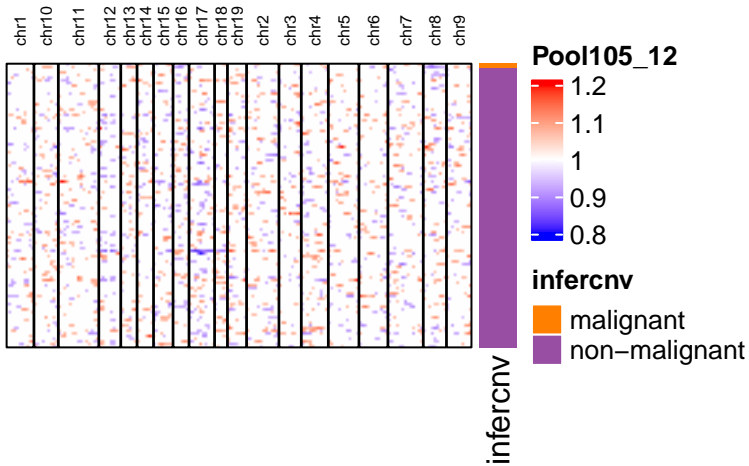 chr1 chr10 chr11 chr12 chr13 chr14 chr15 chr16 chr17 chr18 chr19 chr2 chr3 chr4 chr5 chr6 chr7 chr8 chr9
Pool105_12
1.2
1.1
1
0.9
0.8
infercnv
malignant
non−malignant
infercnv